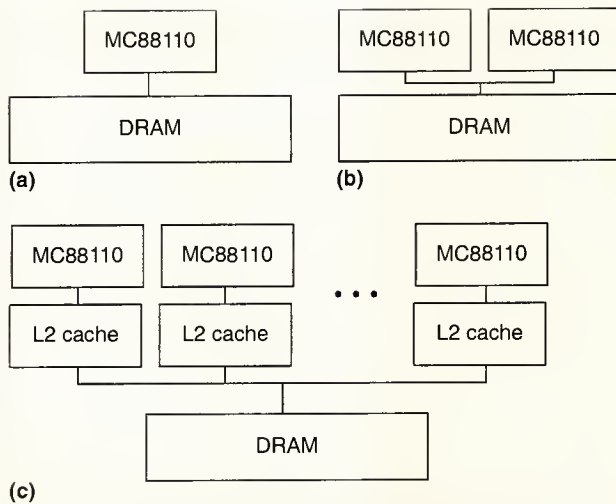 MC88110
DRAM
(a)
MC88110 MC88110
DRAM
(b)
MC88110 MC88110 MC88110
• • •
L2 cache L2 cache L2 cache
DRAM
(c)